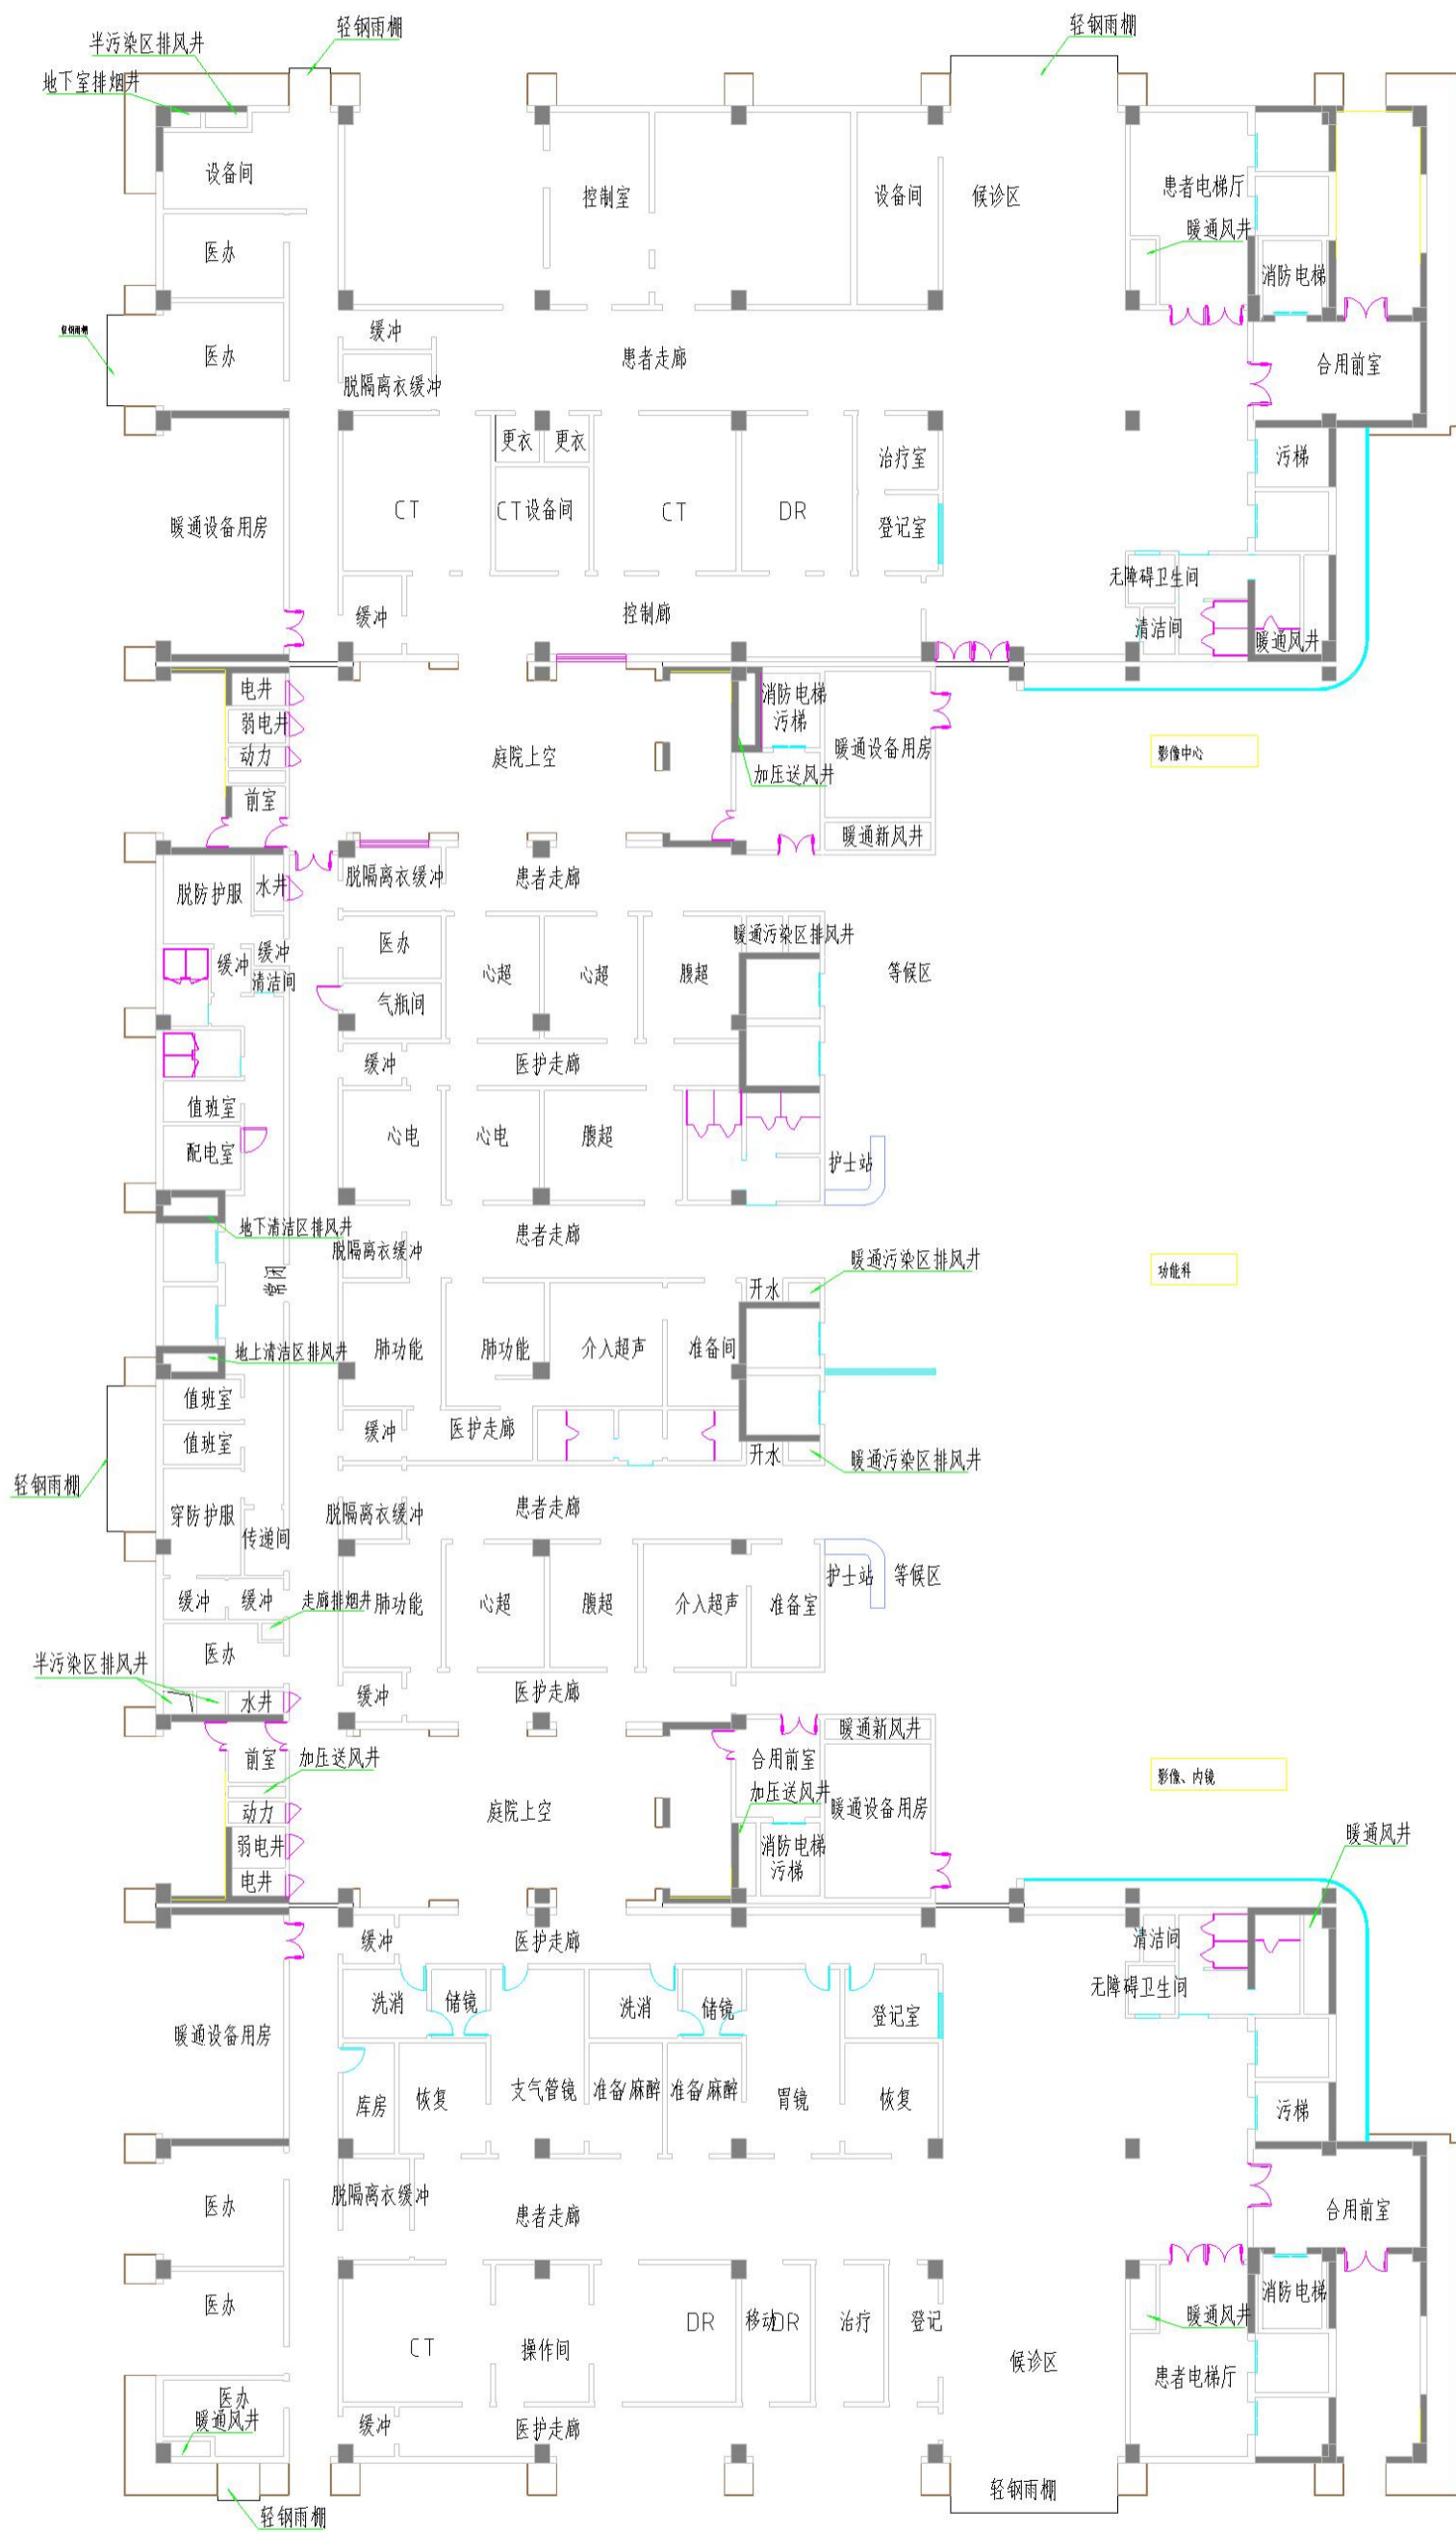 轻钢雨棚
轻钢雨棚
半污染区排风井
地下室排烟井
设备间
控制室
设备间
候诊区
患者电梯厅
暖通风井
医办
消防电梯
轻钢雨棚
医办
缓冲
脱隔离衣缓冲
患者走廊
合用前室
更衣
更衣
治疗室
污梯
暖通设备用房
CT
CT设备间
CT
DR
登记室
无障碍卫生间
缓冲
控制廊
清洁间
暖通风井
电井
弱电井
动力
前室
庭院上空
消防电梯
污梯
加压送风井
暖通设备用房
暖通新风井
影像中心
脱防护服
水井
脱隔离衣缓冲
患者走廊
缓冲
缓冲
清洁间
医办
气瓶间
心超
心超
腹超
暖通污染区排风井
等候区
缓冲
医护走廊
值班室
配电室
心电
心电
腹超
护士站
地下清洁区排风井
脱隔离衣缓冲
患者走廊
常闭
暖通污染区排风井
开水
功能科
地上清洁区排风井
肺功能
肺功能
介入超声
准备间
值班室
值班室
缓冲
医护走廊
开水
暖通污染区排风井
轻钢雨棚
穿防护服
传递间
脱隔离衣缓冲
患者走廊
缓冲
缓冲
走廊排烟井
肺功能
心超
腹超
介入超声
准备室
护士站
等候区
医办
半污染区排风井
水井
缓冲
医护走廊
前室
加压送风井
动力
弱电井
电井
庭院上空
合用前室
加压送风井
消防电梯
污梯
暖通新风井
暖通设备用房
影像、内镜
暖通风井
缓冲
医护走廊
清洁间
无障碍卫生间
洗消
储镜
洗消
储镜
登记室
暖通设备用房
库房
恢复
支气管镜
准备/麻醉
准备/麻醉
胃镜
恢复
污梯
医办
脱隔离衣缓冲
患者走廊
合用前室
医办
CT
操作间
DR
移动DR
治疗
登记
候诊区
消防电梯
暖通风井
患者电梯厅
医办
暖通风井
缓冲
医护走廊
轻钢雨棚
轻钢雨棚